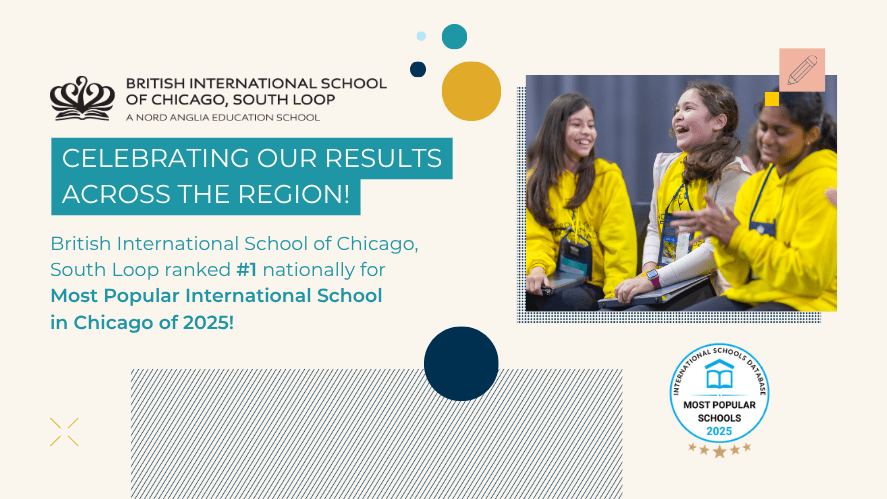 BRITISH INTERNATIONAL SCHOOL
OF CHICAGO, SOUTH LOOP
A NORD ANGLIA EDUCATION SCHOOL
CELEBRATING OUR RESULTS
ACROSS THE REGION!
British International School of Chicago,
South Loop ranked #1 nationally for
Most Popular International School
in Chicago of 2025!
INTERNATIONAL SCHOOLS DATABASE
MOST POPULAR
SCHOOLS
2025